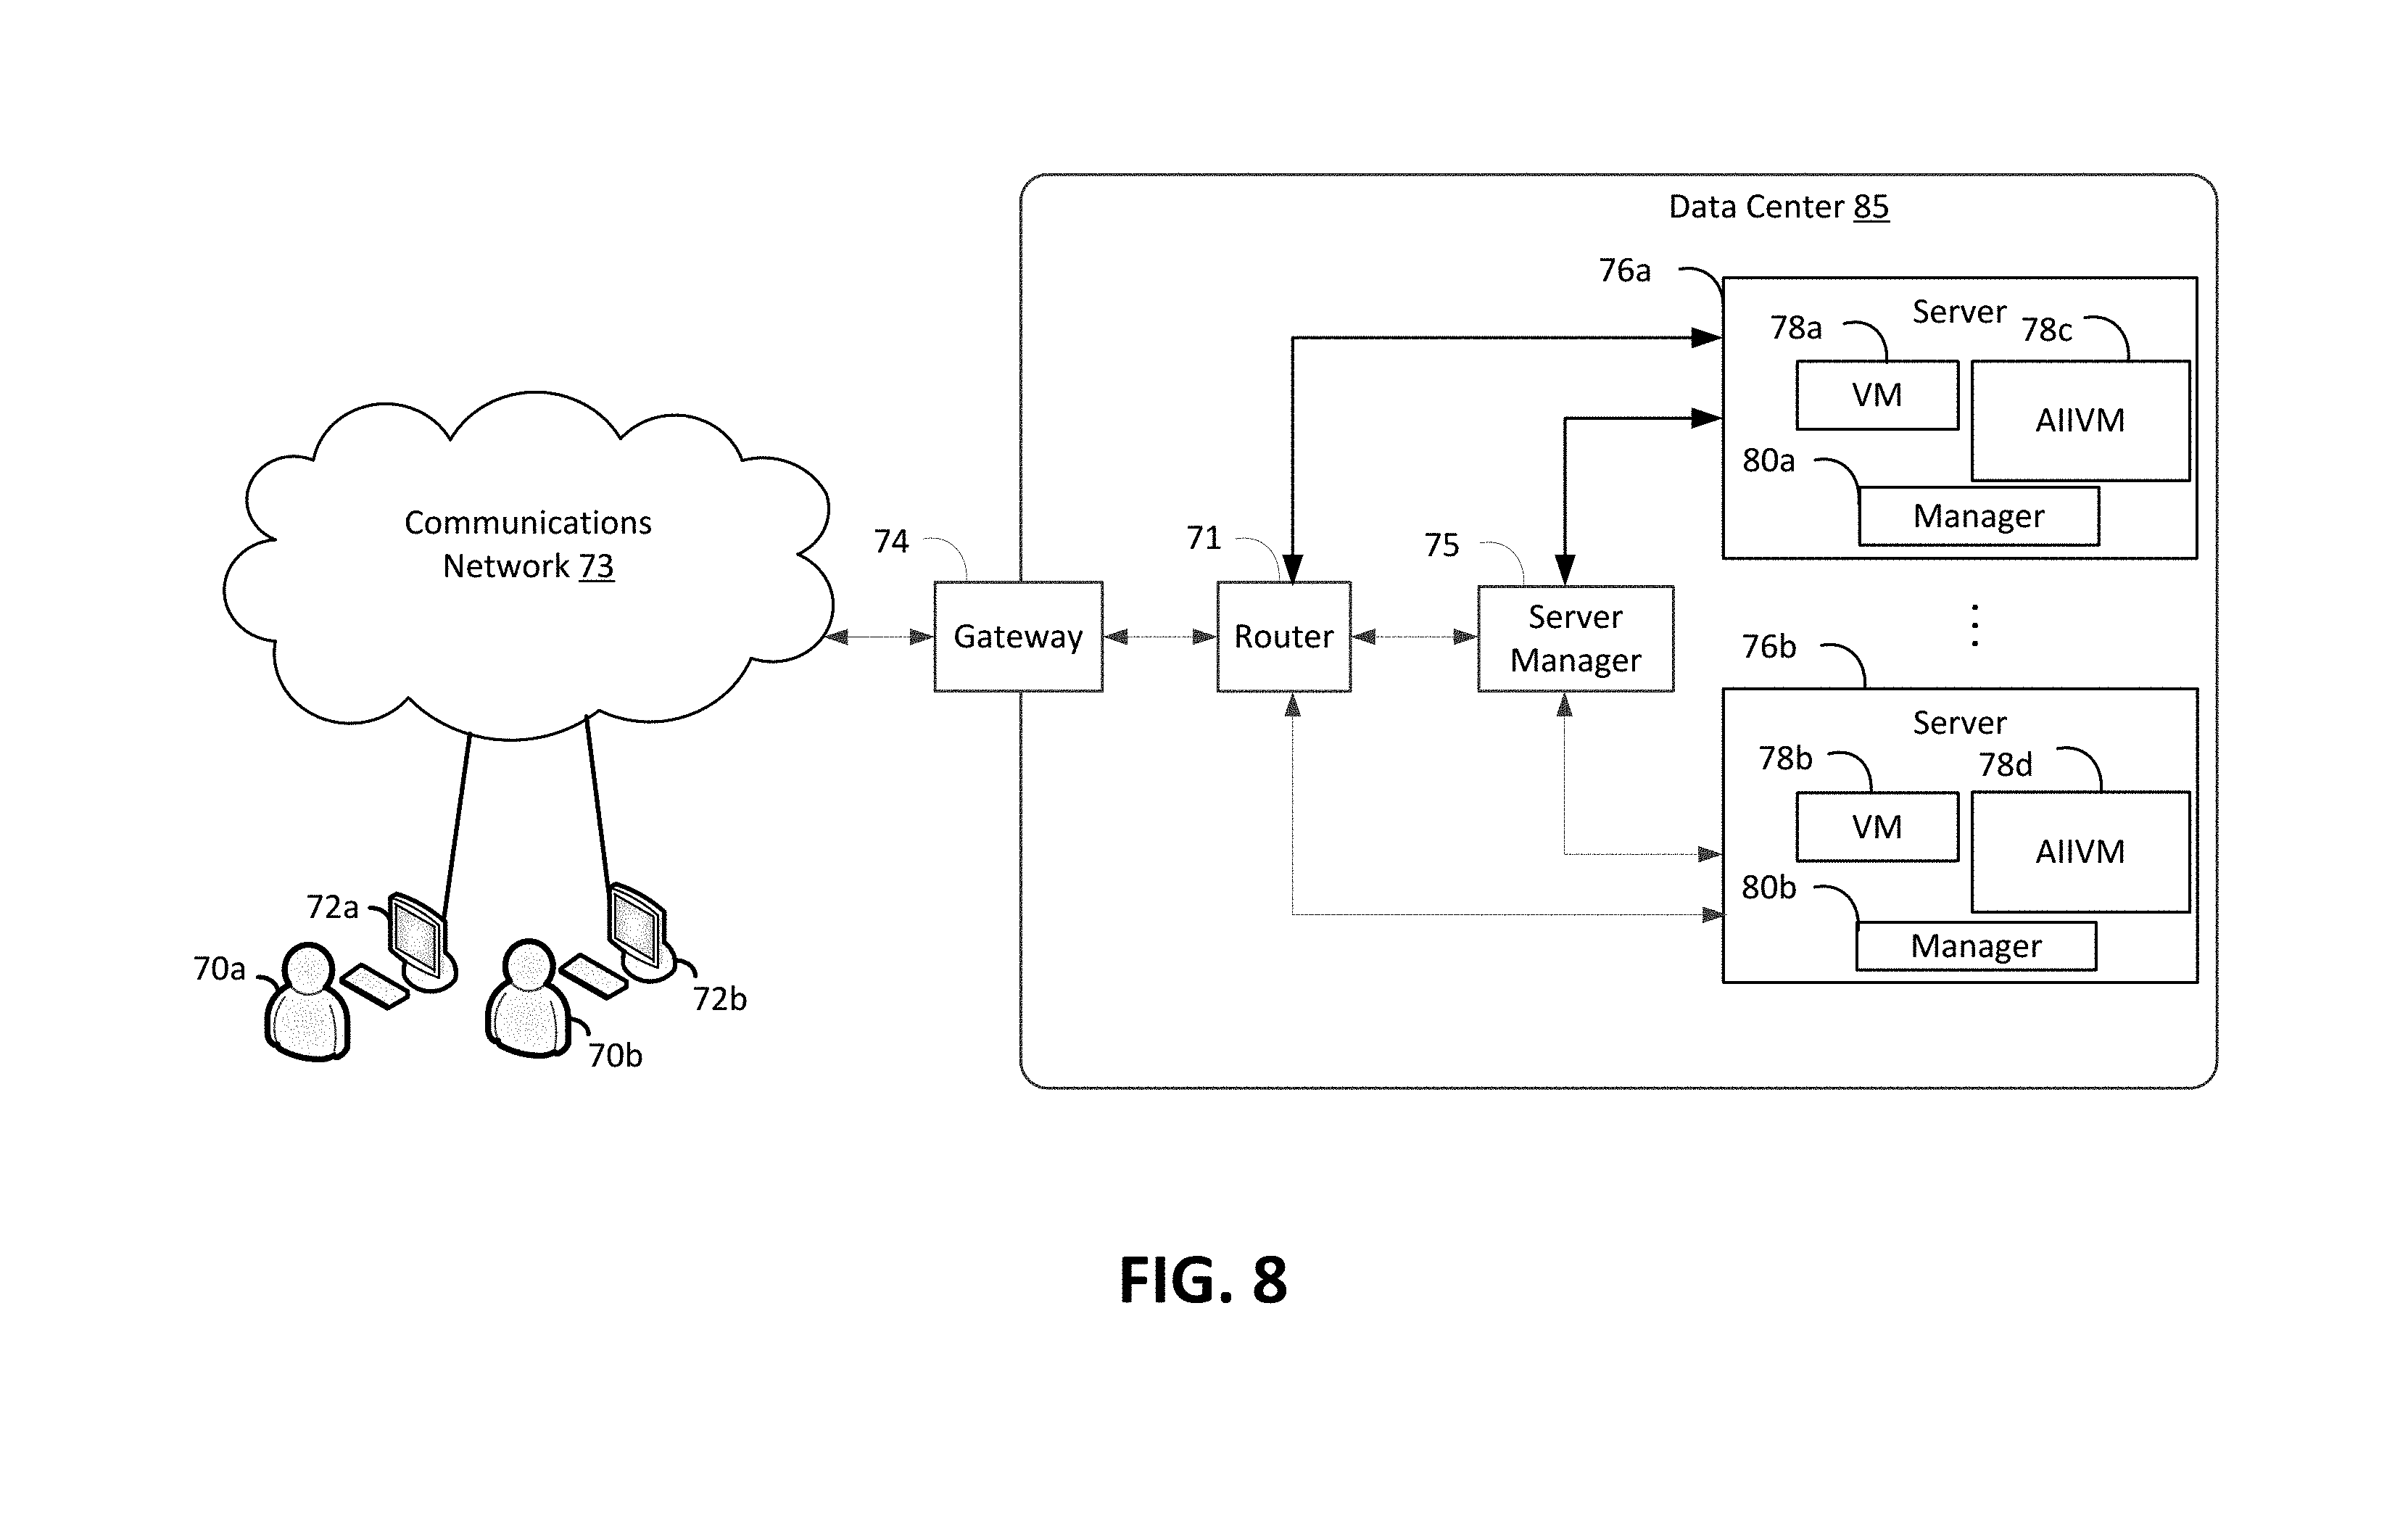 Data Center 85
76a
Server
78a
78c
VM
AIIVM
80a
Manager
Communications
Network 73
74
71
75
Gateway
Router
Server
Manager
76b
Server
78b
78d
VM
AIIVM
80b
Manager
72a
70a
72b
70b
FIG. 8